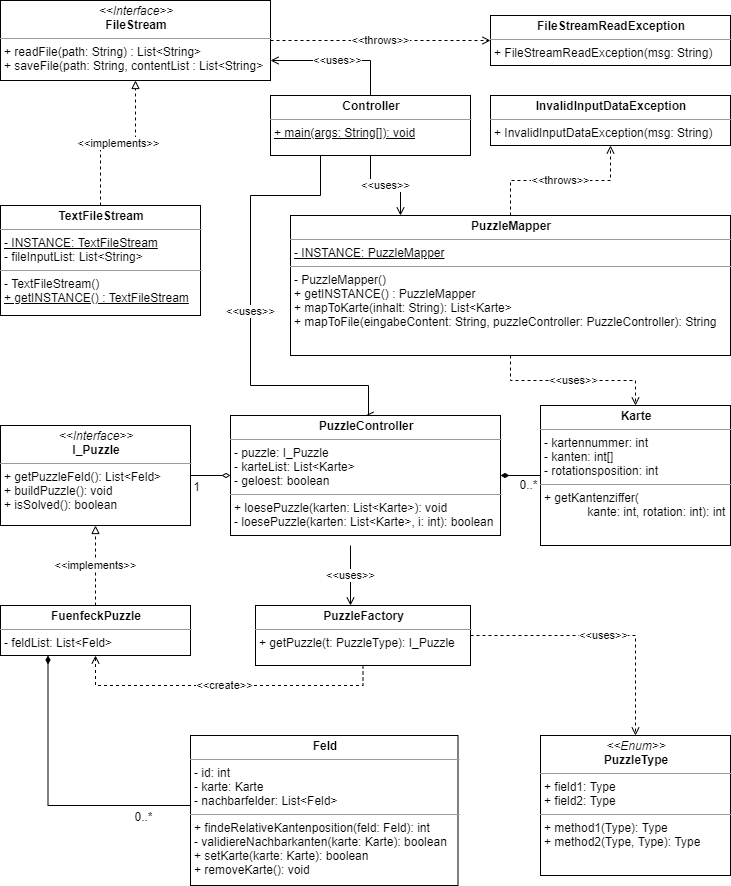 <<Interface>>
FileStream
+ readFile(path: String) : List<String>
+ saveFile(path: String, contentList : List<String>
<<throws>>
FileStreamReadException
+ FileStreamReadException(msg: String)
<<uses>>
Controller
+ main(args: String[]): void
InvalidInputDataException
+ InvalidInputDataException(msg: String)
<<implements>>
<<uses>>
<<throws>>
TextFileStream
- INSTANCE: TextFileStream
- fileInputList: List<String>
- TextFileStream()
+ getINSTANCE() : TextFileStream
PuzzleMapper
- INSTANCE: PuzzleMapper
- PuzzleMapper()
+ getINSTANCE() : PuzzleMapper
+ mapToKarte(inhalt: String): List<Karte>
+ mapToFile(eingabeContent: String, puzzleController: PuzzleController): String
<<uses>>
<<uses>>
<<Interface>>
I_Puzzle
+ getPuzzleFeld(): List<Feld>
+ buildPuzzle(): void
+ isSolved(): boolean
1
PuzzleController
- puzzle: I_Puzzle
- karteList: List<Karte>
- geloest: boolean
+ loesePuzzle(karten: List<Karte>): void
- loesePuzzle(karten: List<Karte>, i: int): boolean
0..*
Karte
- kartennummer: int
- kanten: int[]
- rotationsposition: int
+ getKantenziffer(
kante: int, rotation: int): int
<<implements>>
<<uses>>
FuenfeckPuzzle
- feldList: List<Feld>
PuzzleFactory
+ getPuzzle(t: PuzzleType): I_Puzzle
<<uses>>
<<create>>
0..*
Feld
- id: int
- karte: Karte
- nachbarfelder: List<Feld>
+ findeRelativeKantenposition(feld: Feld): int
- validiereNachbarkanten(karte: Karte): boolean
+ setKarte(karte: Karte): boolean
+ removeKarte(): void
<<Enum>>
PuzzleType
+ field1: Type
+ field2: Type
+ method1(Type): Type
+ method2(Type, Type): Type